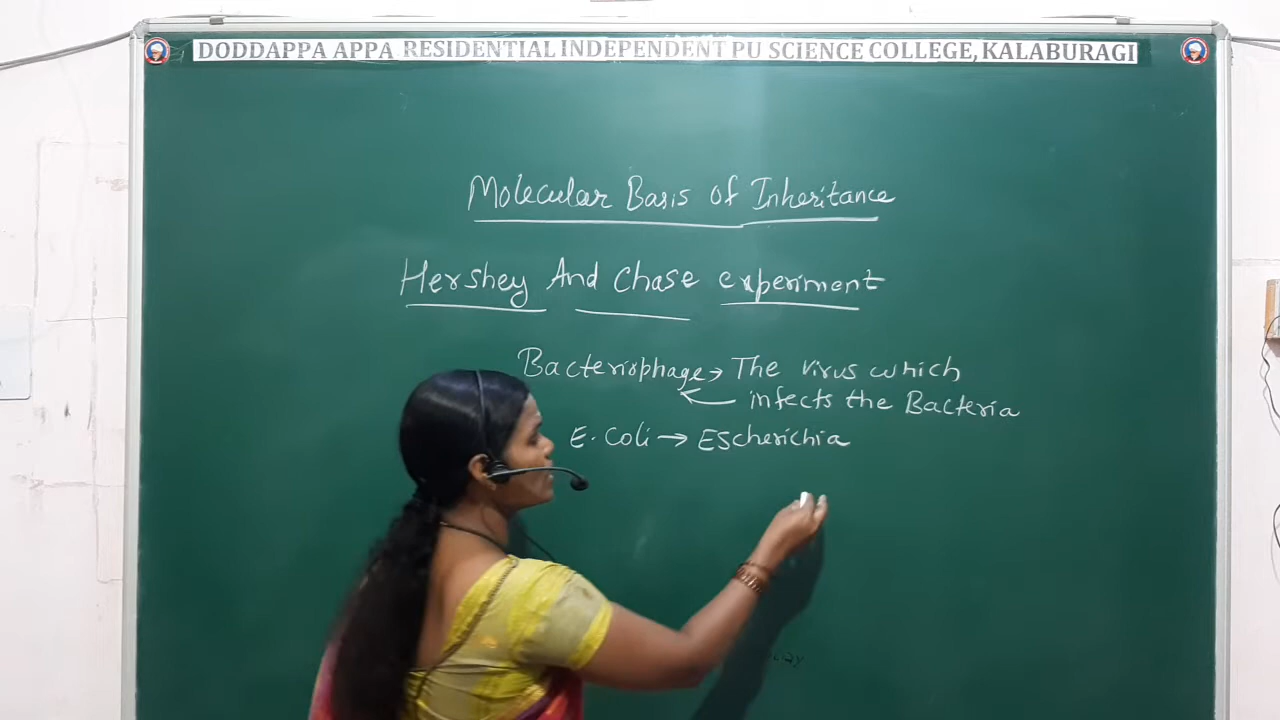 DODDAPPA APPA RESIDENTIAL INDEPENDENT PU SCIENCE COLLEGE, KALABURAGI
Molecular Basis of Inheritance
Hershey And Chase experiment
Bacteriophage → The virus which
infects the Bacteria
E. Coli → Escherichia